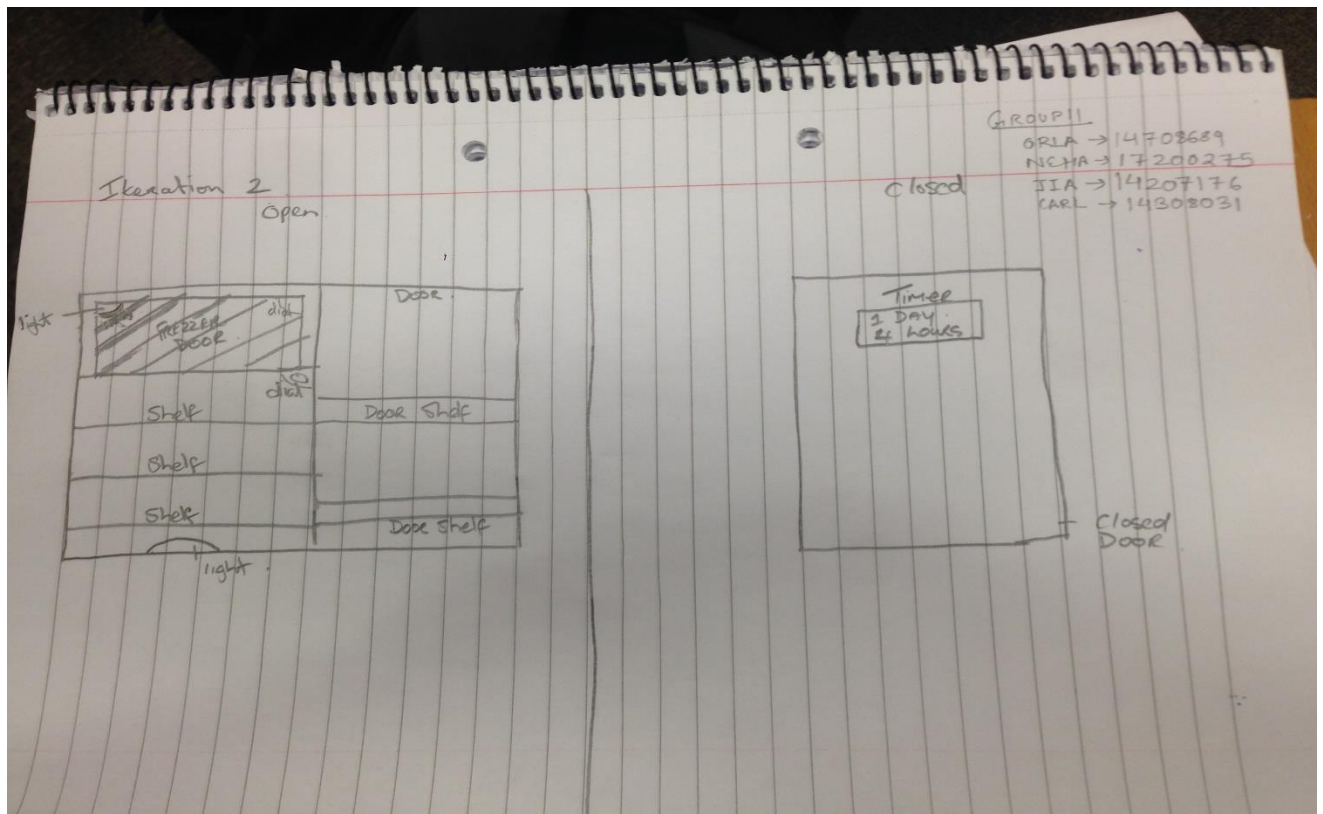 GROUP 11
ORLA → 14708689
NCHA → 17200275
JIA → 14207176
CARL → 14308031
Iteration 2
Open
Closed
light
FREEZER
DOOR
dial
dial
Shelf
Shelf
Shelf
light
DOOR
DOOR Shelf
DOOR Shelf
Timer
1 DAY
2 HOURS
Closed
DOOR